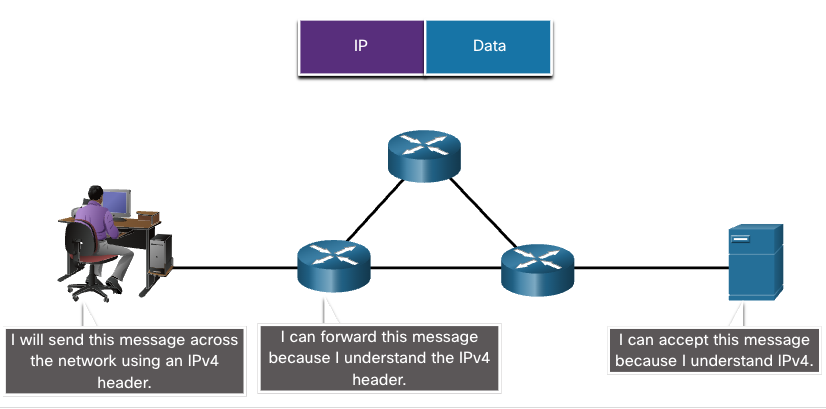 IP
Data
I will send this message across
the network using an IPv4
header.
I can forward this message
because I understand the IPv4
header.
I can accept this message
because I understand IPv4.